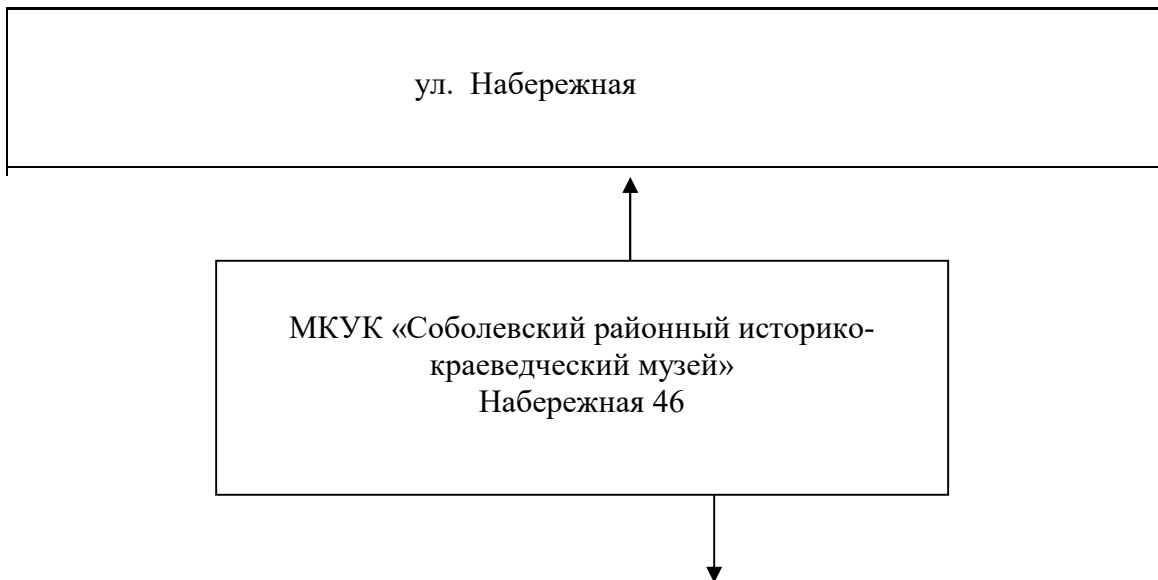 ул. Набережная
МКУК «Соболевский районный историко-
краеведческий музей»
Набережная 46